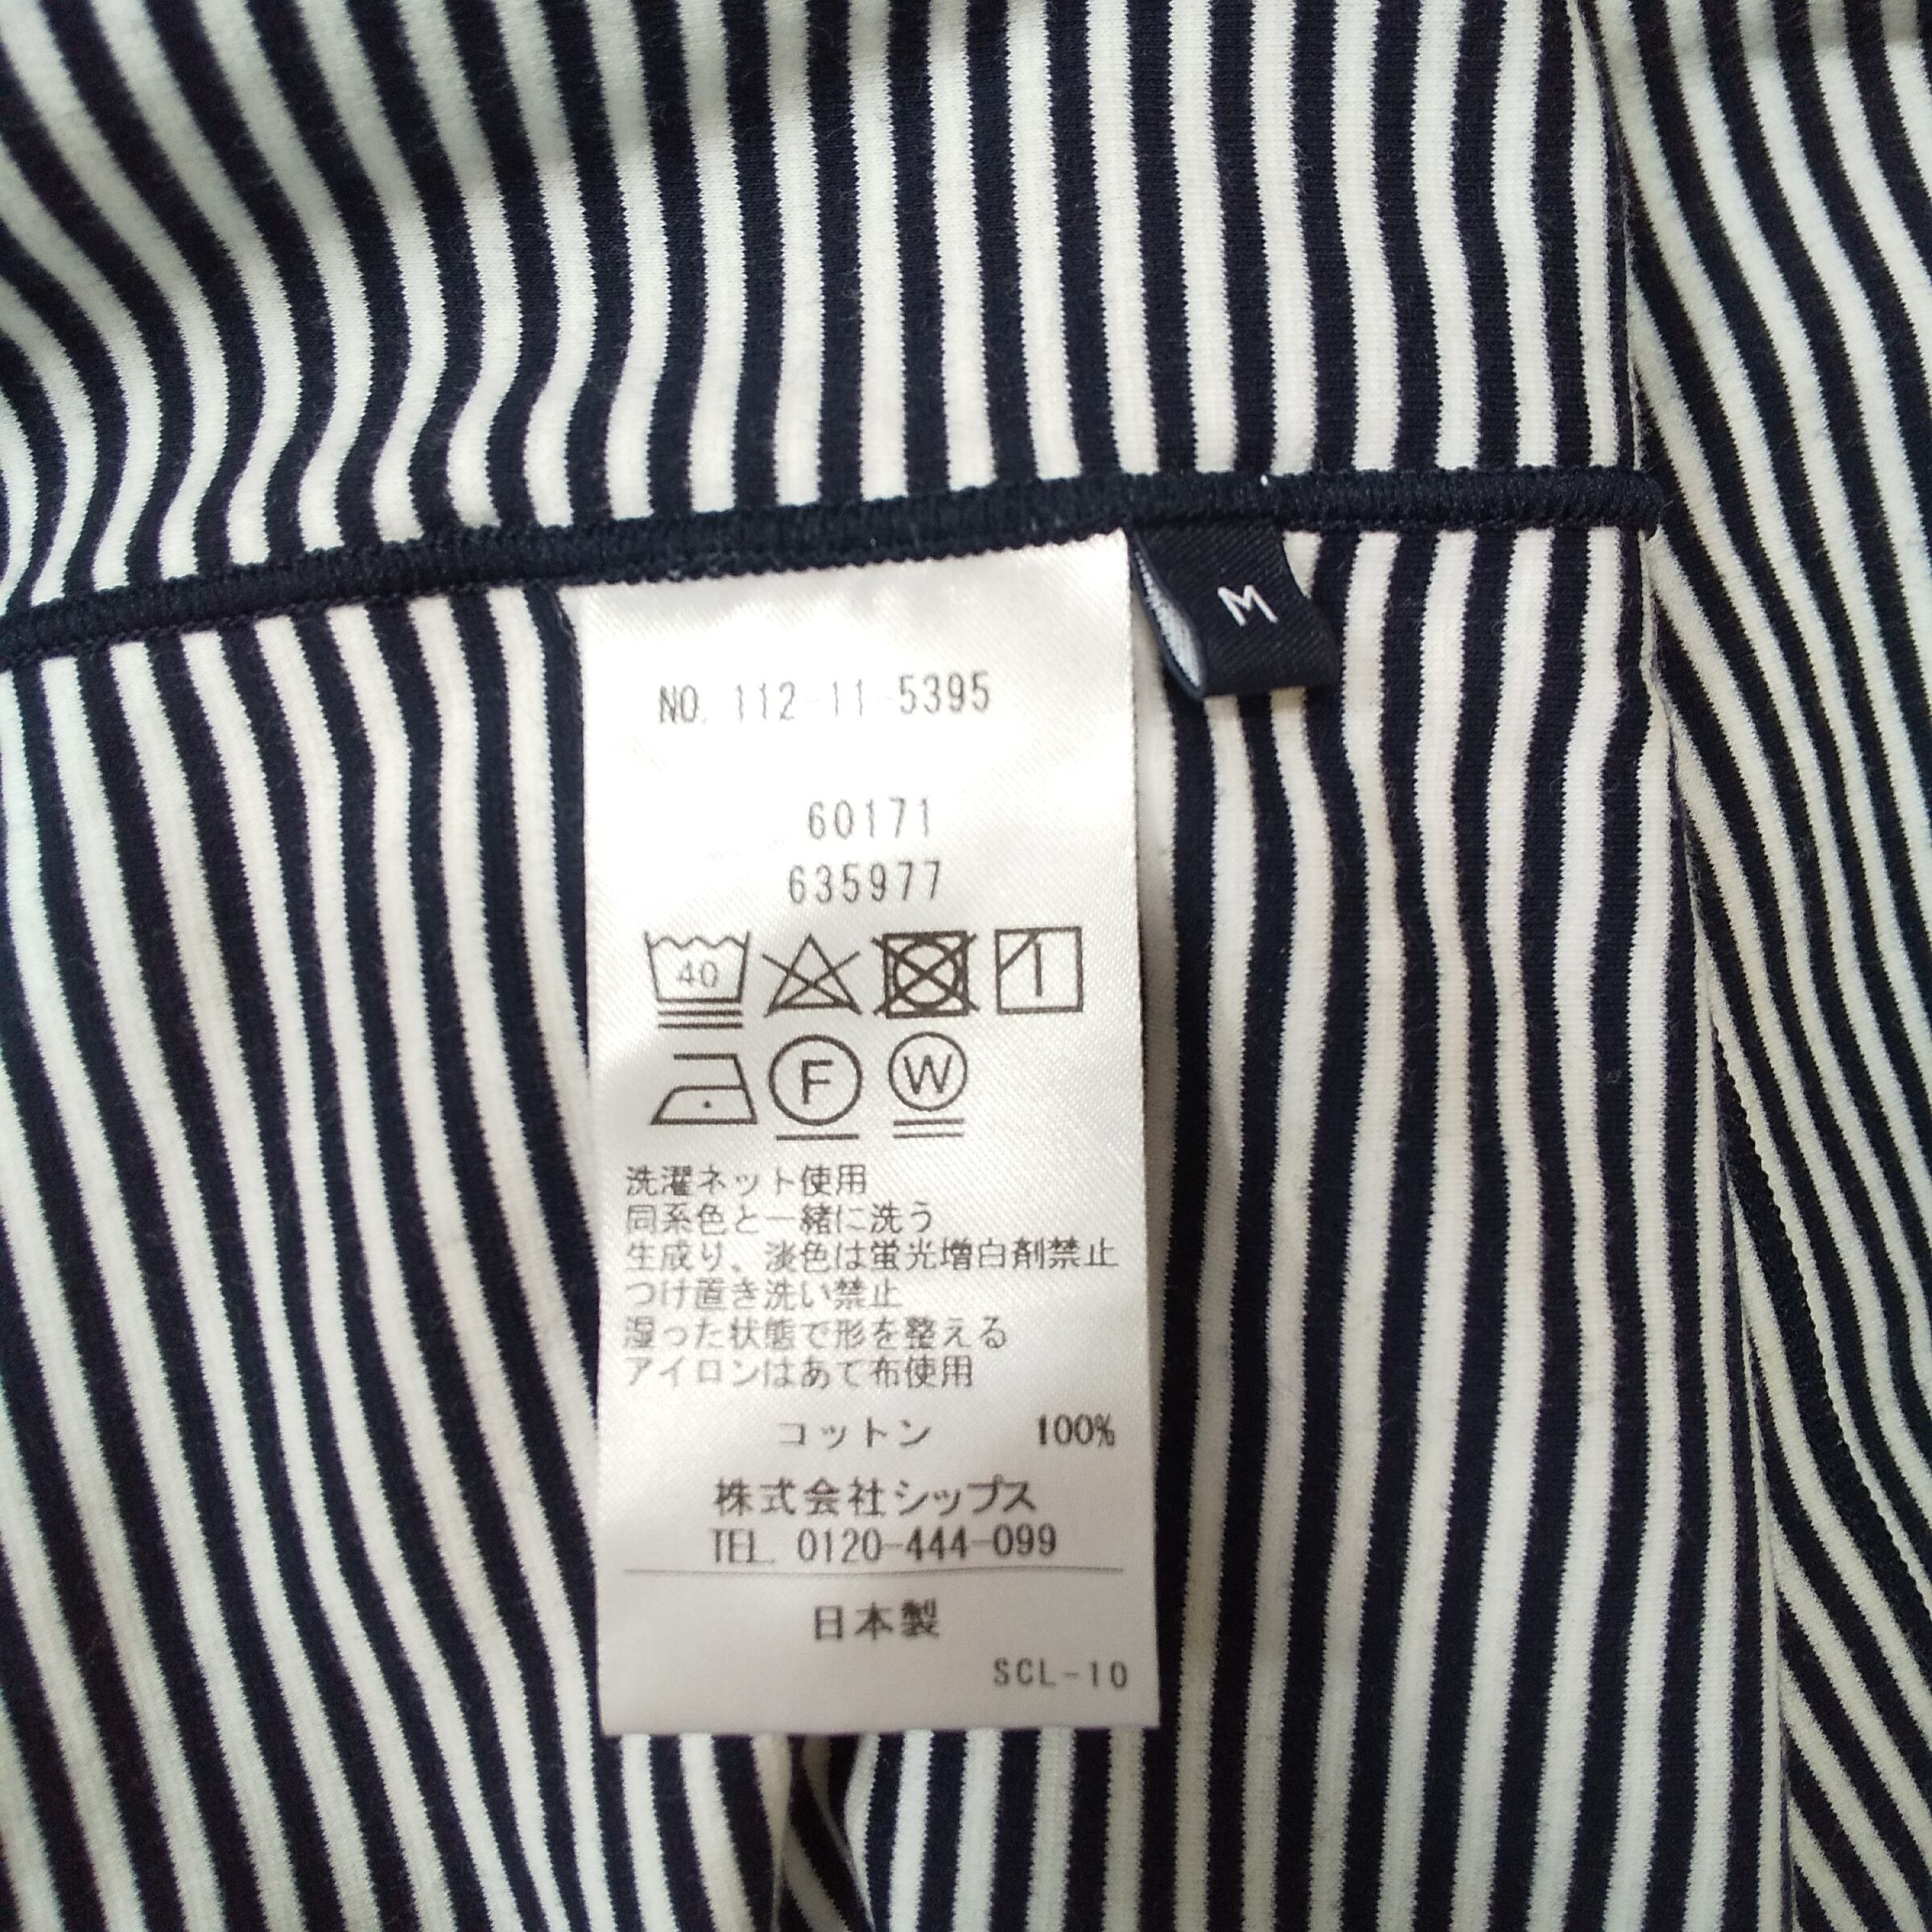 M
NO. 112-11-5395
60171
635977
40
F
W
洗濯ネット使用
同系色と一緒に洗う
生成り、淡色は蛍光増白剤禁止
つけ置き洗い禁止
湿った状態で形を整える
アイロンはあて布使用
コットン 100%
株式会社シップス
TEL. 0120-444-099
日本製
SCL-10